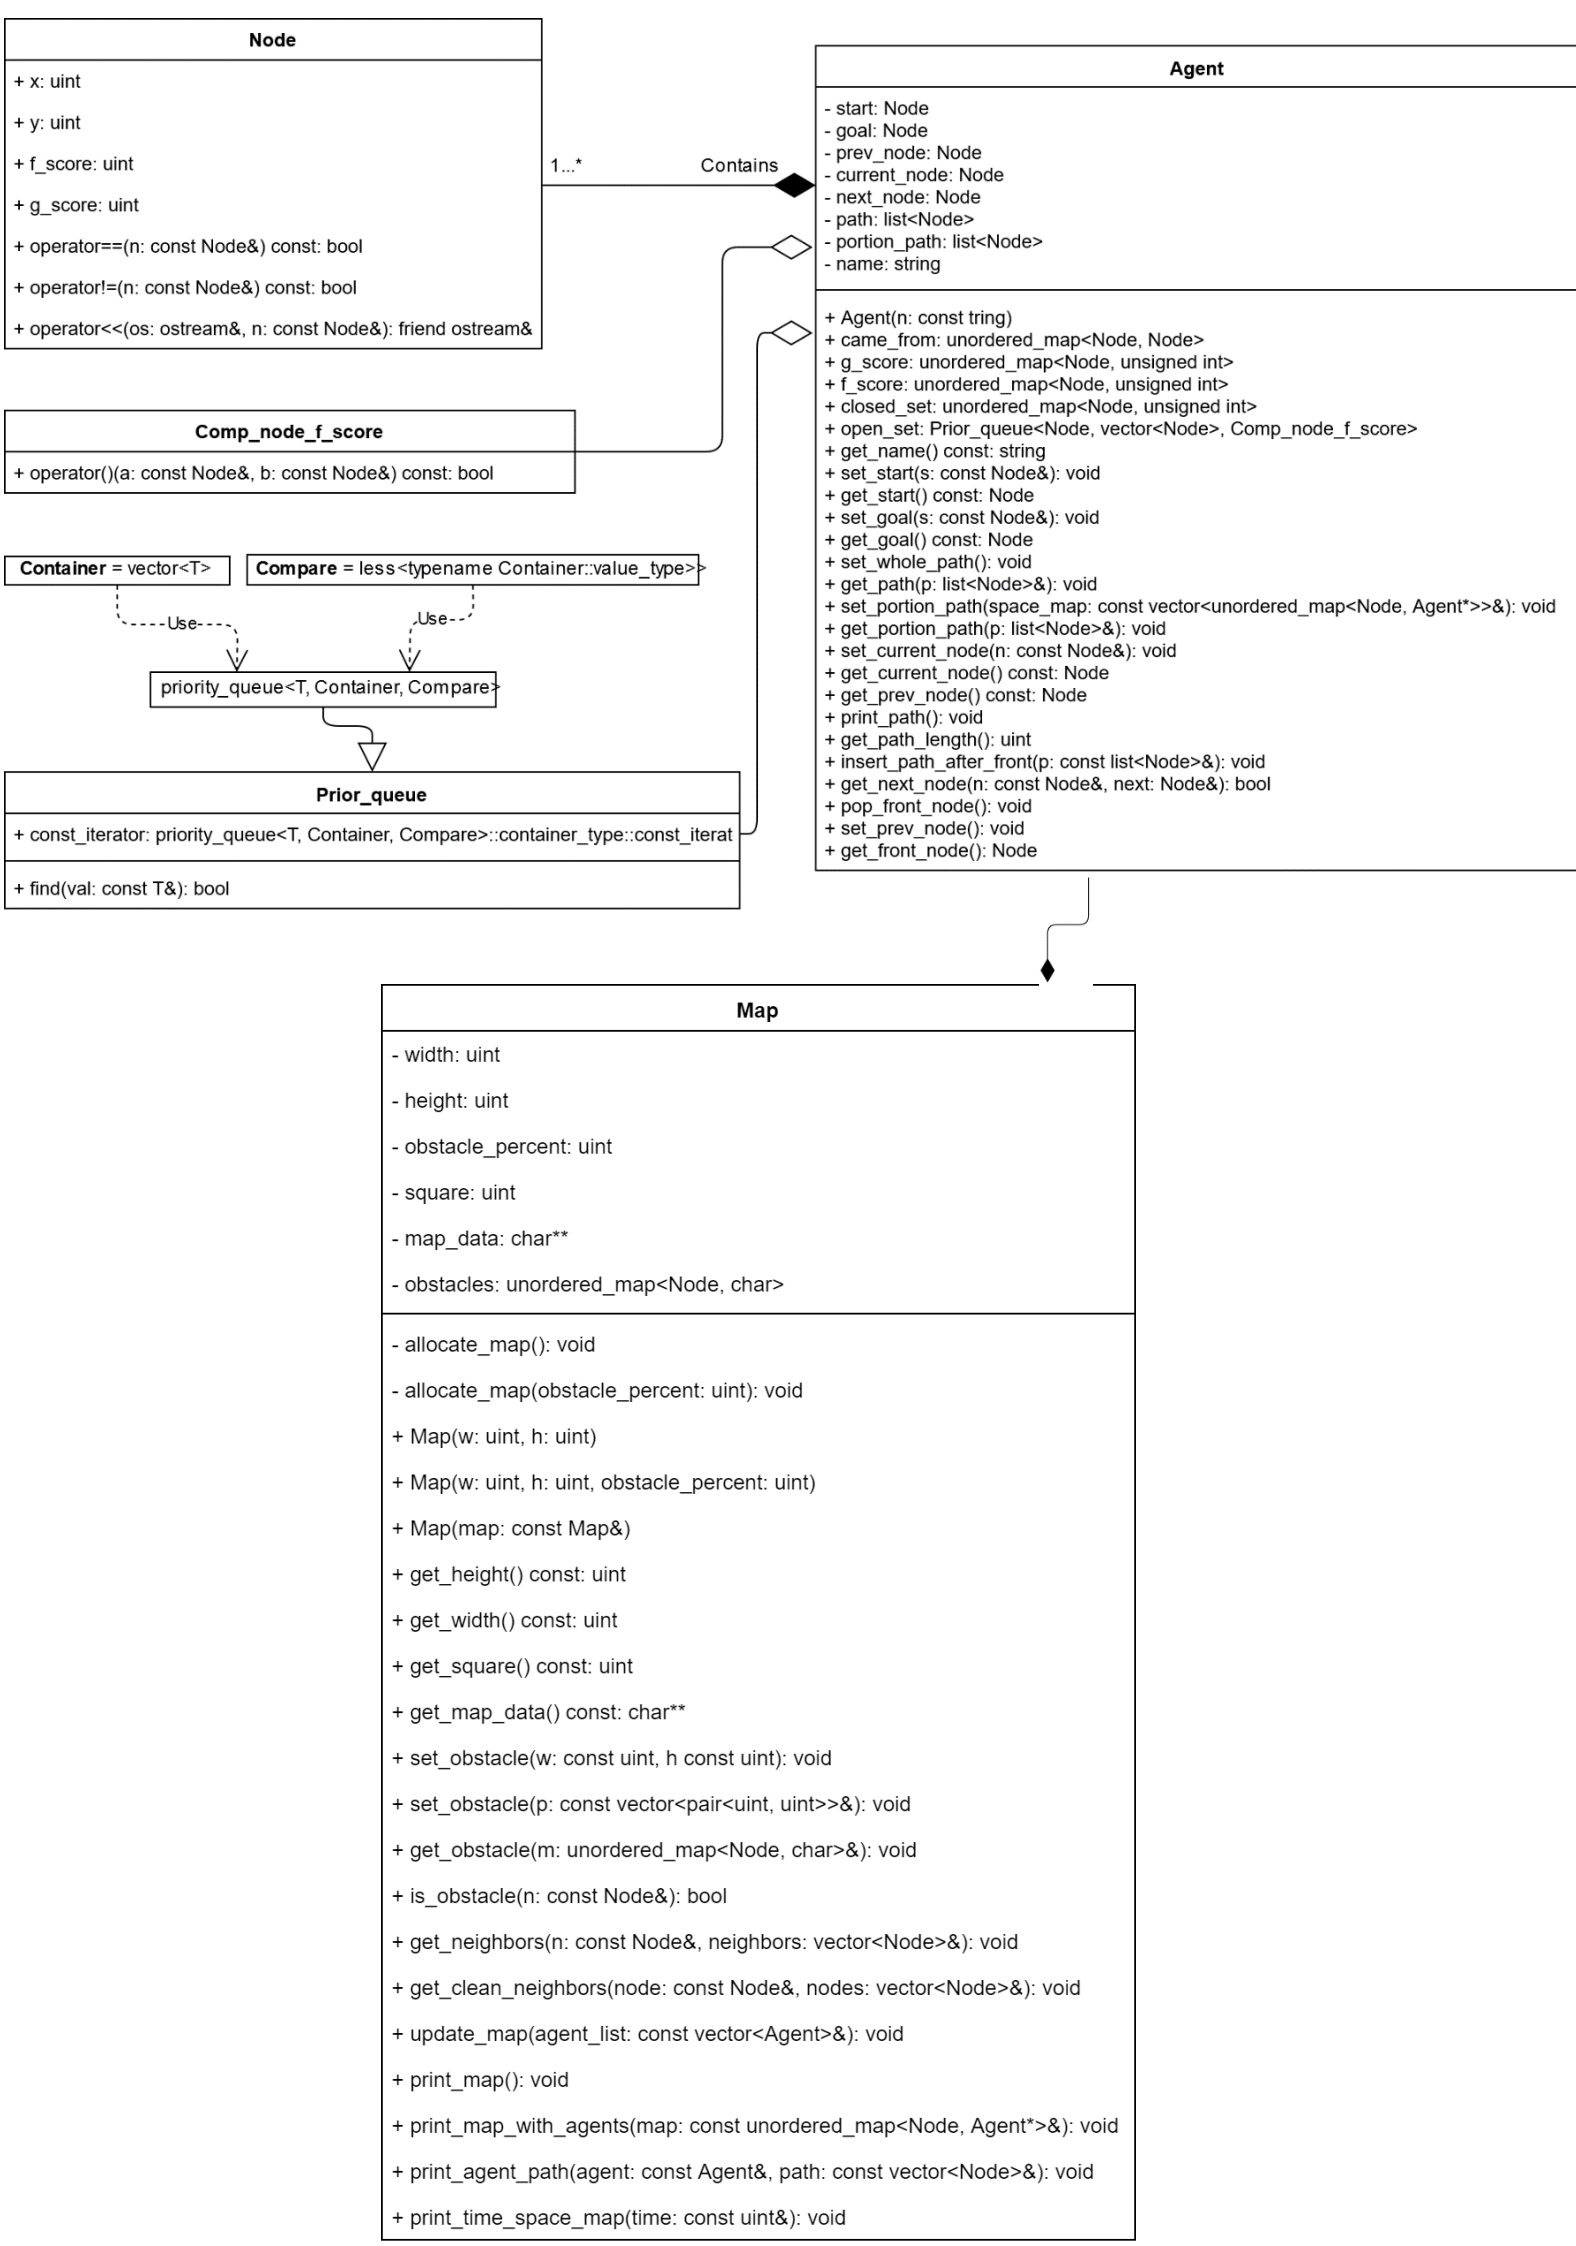 Node
+ x: uint
+ y: uint
+ f_score: uint
+ g_score: uint
+ operator==(n: const Node&) const: bool
+ operator!=(n: const Node&) const: bool
+ operator<<(os: ostream&, n: const Node&): friend ostream&
1...*
Contains
Agent
- start: Node
- goal: Node
- prev_node: Node
- current_node: Node
- next_node: Node
- path: list<Node>
- portion_path: list<Node>
- name: string
+ Agent(n: const tring)
+ came_from: unordered_map<Node, Node>
+ g_score: unordered_map<Node, unsigned int>
+ f_score: unordered_map<Node, unsigned int>
+ closed_set: unordered_map<Node, unsigned int>
+ open_set: Prior_queue<Node, vector<Node>, Comp_node_f_score>
+ get_name() const: string
+ set_start(s: const Node&): void
+ get_start() const: Node
+ set_goal(s: const Node&): void
+ get_goal() const: Node
+ set_whole_path(): void
+ get_path(p: list<Node>&): void
+ set_portion_path(space_map: const vector<unordered_map<Node, Agent*>>&): void
+ get_portion_path(p: list<Node>&): void
+ set_current_node(n: const Node&): void
+ get_current_node() const: Node
+ get_prev_node() const: Node
+ print_path(): void
+ get_path_length(): uint
+ insert_path_after_front(p: const list<Node>&): void
+ get_next_node(n: const Node&, next: Node&): bool
+ pop_front_node(): void
+ set_prev_node(): void
+ get_front_node(): Node
Comp_node_f_score
+ operator()(a: const Node&, b: const Node&) const: bool
Container = vector<T>
Compare = less<typename Container::value_type>>
Use
Use
priority_queue<T, Container, Compare>
Prior_queue
+ const_iterator: priority_queue<T, Container, Compare>::container_type::const_iterat
+ find(val: const T&): bool
Map
- width: uint
- height: uint
- obstacle_percent: uint
- square: uint
- map_data: char**
- obstacles: unordered_map<Node, char>
- allocate_map(): void
- allocate_map(obstacle_percent: uint): void
+ Map(w: uint, h: uint)
+ Map(w: uint, h: uint, obstacle_percent: uint)
+ Map(map: const Map&)
+ get_height() const: uint
+ get_width() const: uint
+ get_square() const: uint
+ get_map_data() const: char**
+ set_obstacle(w: const uint, h const uint): void
+ set_obstacle(p: const vector<pair<uint, uint>>&): void
+ get_obstacle(m: unordered_map<Node, char>&): void
+ is_obstacle(n: const Node&): bool
+ get_neighbors(n: const Node&, neighbors: vector<Node>&): void
+ get_clean_neighbors(node: const Node&, nodes: vector<Node>&): void
+ update_map(agent_list: const vector<Agent>&): void
+ print_map(): void
+ print_map_with_agents(map: const unordered_map<Node, Agent*>&): void
+ print_agent_path(agent: const Agent&, path: const vector<Node>&): void
+ print_time_space_map(time: const uint&): void